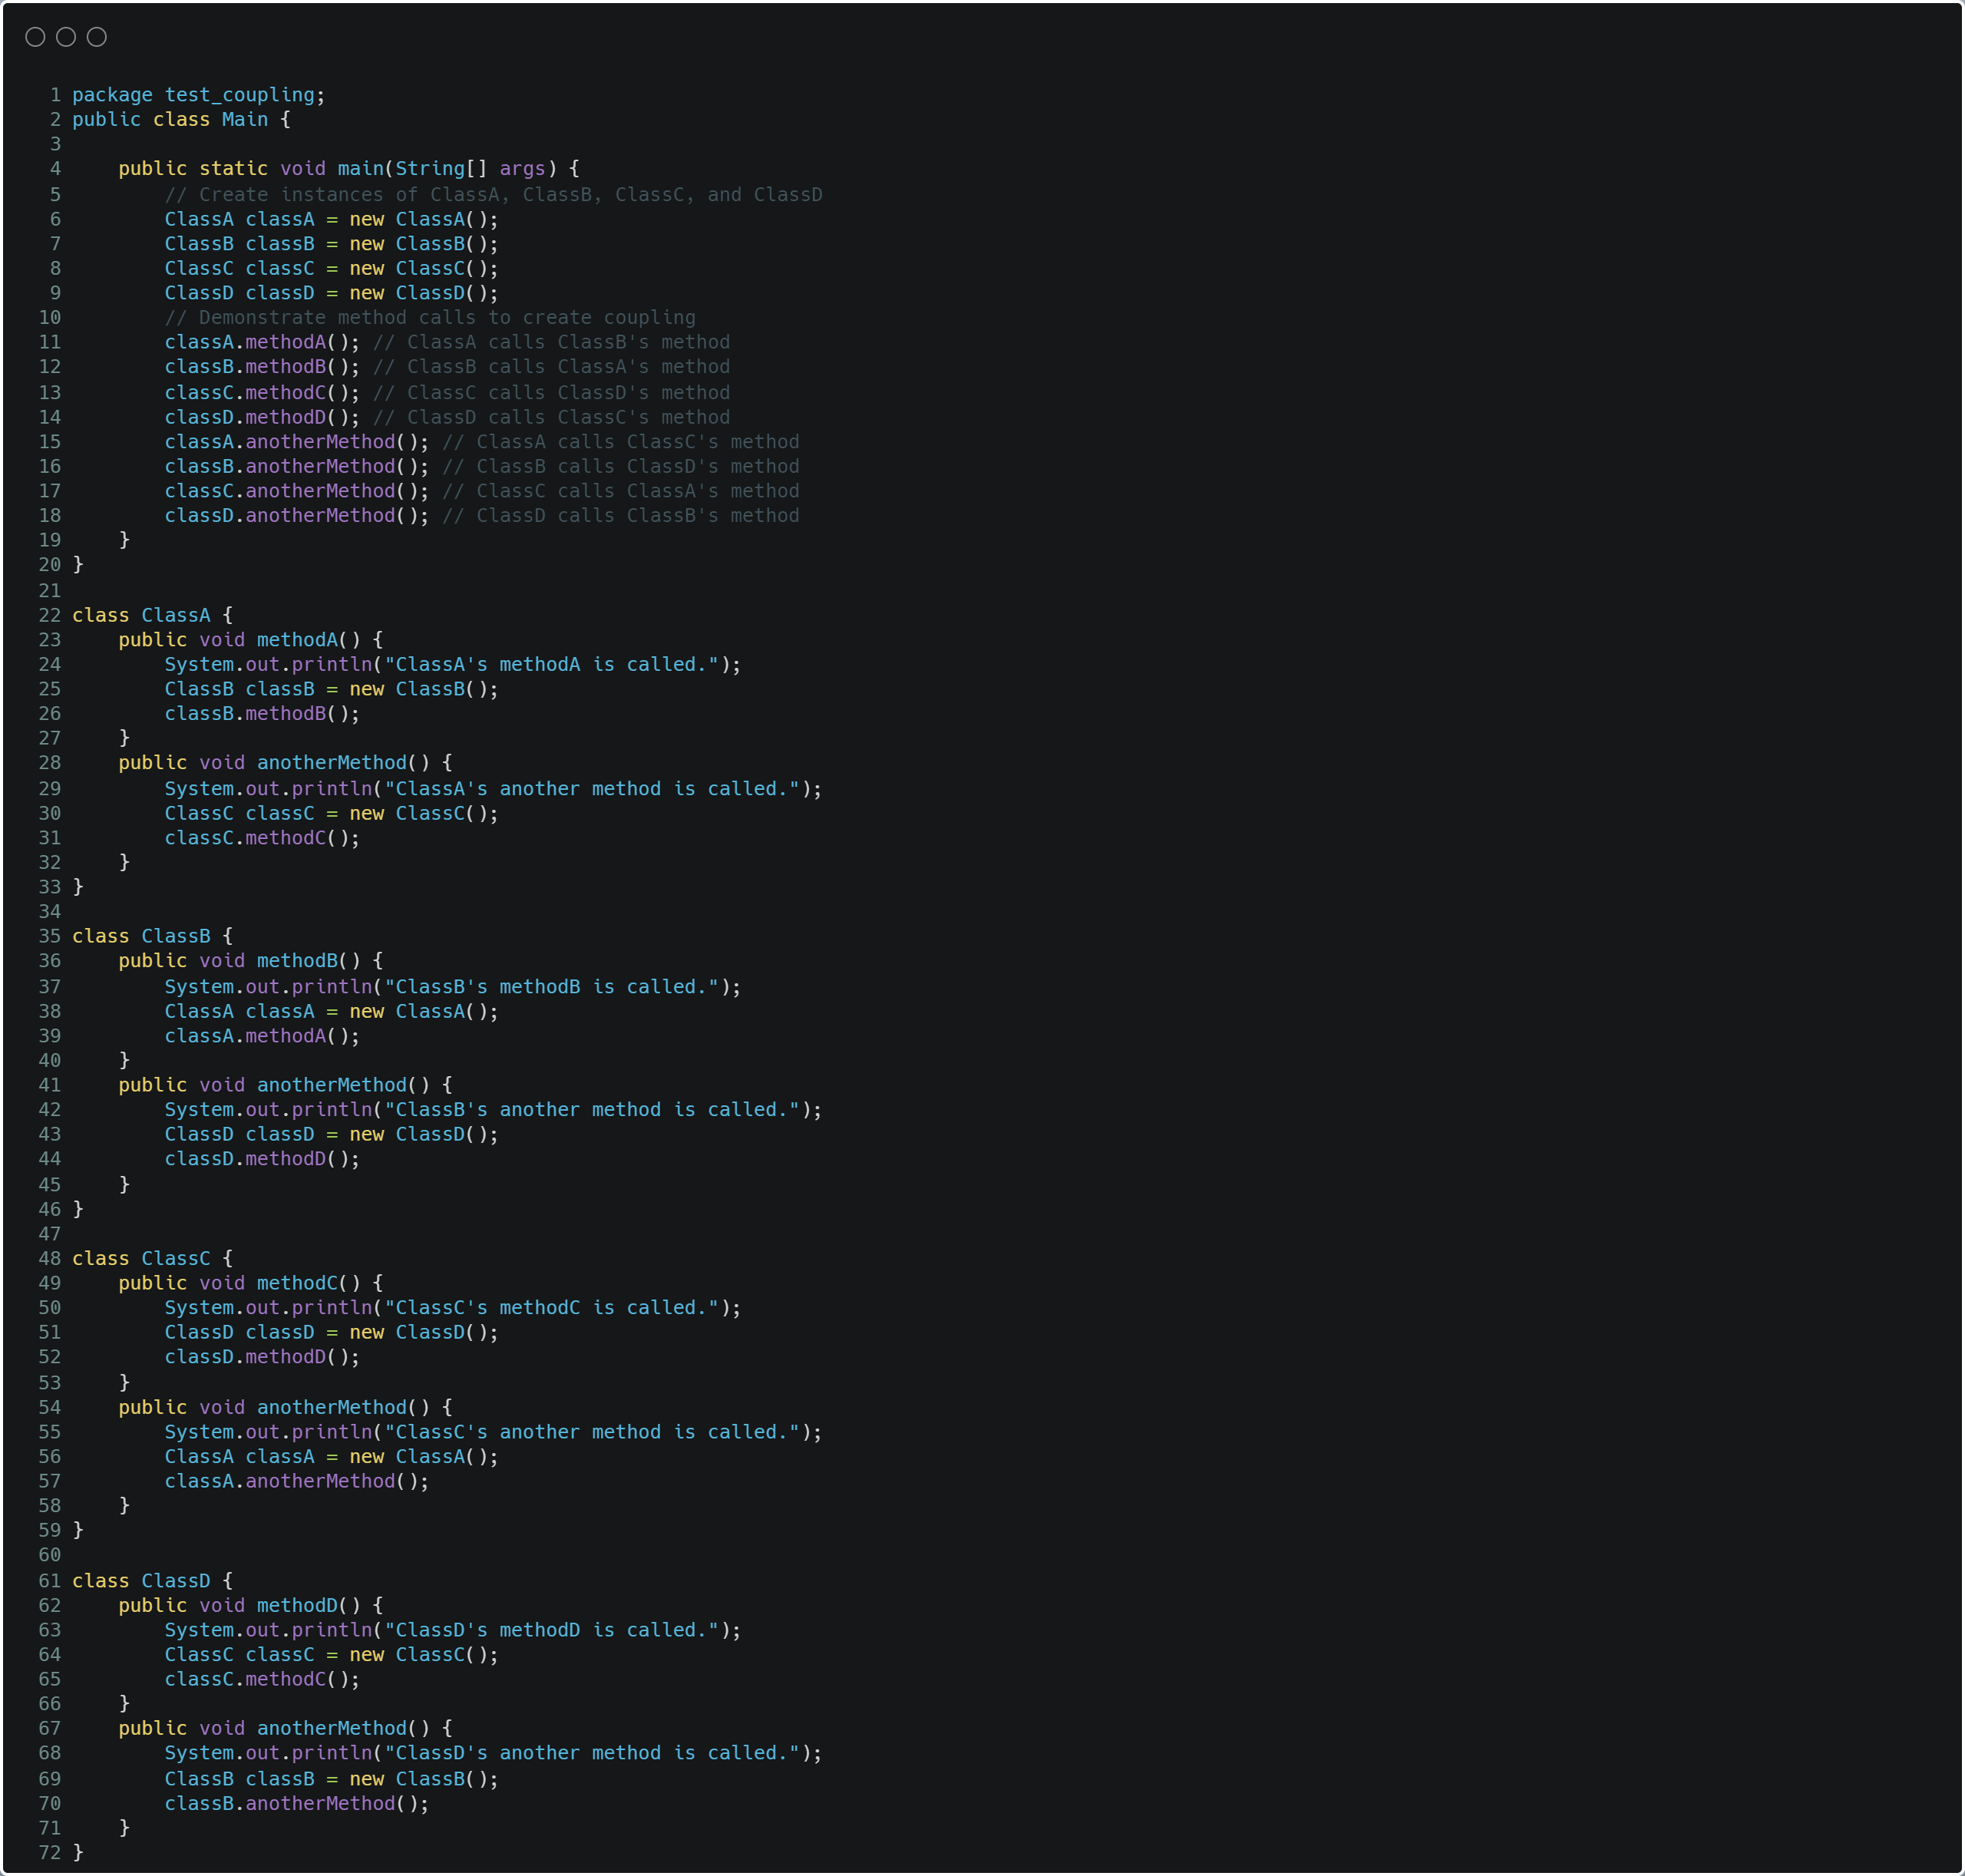 1 package test_coupling;
2 public class Main {
3
4     public static void main(String[] args) {
5         // Create instances of ClassA, ClassB, ClassC, and ClassD
6         ClassA classA = new ClassA();
7         ClassB classB = new ClassB();
8         ClassC classC = new ClassC();
9         ClassD classD = new ClassD();
10         // Demonstrate method calls to create coupling
11         classA.methodA(); // ClassA calls ClassB's method
12         classB.methodB(); // ClassB calls ClassA's method
13         classC.methodC(); // ClassC calls ClassD's method
14         classD.methodD(); // ClassD calls ClassC's method
15         classA.anotherMethod(); // ClassA calls ClassC's method
16         classB.anotherMethod(); // ClassB calls ClassD's method
17         classC.anotherMethod(); // ClassC calls ClassA's method
18         classD.anotherMethod(); // ClassD calls ClassB's method
19     }
20 }
21
22 class ClassA {
23     public void methodA() {
24         System.out.println("ClassA's methodA is called.");
25         ClassB classB = new ClassB();
26         classB.methodB();
27     }
28     public void anotherMethod() {
29         System.out.println("ClassA's another method is called.");
30         ClassC classC = new ClassC();
31         classC.methodC();
32     }
33 }
34
35 class ClassB {
36     public void methodB() {
37         System.out.println("ClassB's methodB is called.");
38         ClassA classA = new ClassA();
39         classA.methodA();
40     }
41     public void anotherMethod() {
42         System.out.println("ClassB's another method is called.");
43         ClassD classD = new ClassD();
44         classD.methodD();
45     }
46 }
47
48 class ClassC {
49     public void methodC() {
50         System.out.println("ClassC's methodC is called.");
51         ClassD classD = new ClassD();
52         classD.methodD();
53     }
54     public void anotherMethod() {
55         System.out.println("ClassC's another method is called.");
56         ClassA classA = new ClassA();
57         classA.anotherMethod();
58     }
59 }
60
61 class ClassD {
62     public void methodD() {
63         System.out.println("ClassD's methodD is called.");
64         ClassC classC = new ClassC();
65         classC.methodC();
66     }
67     public void anotherMethod() {
68         System.out.println("ClassD's another method is called.");
69         ClassB classB = new ClassB();
70         classB.anotherMethod();
71     }
72 }